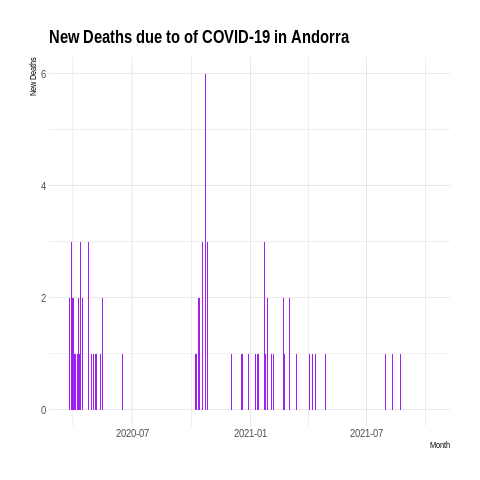 New Deaths due to of COVID-19 in Andorra
New Deaths
6
4
2
0
2020-07 2021-01 2021-07
Month